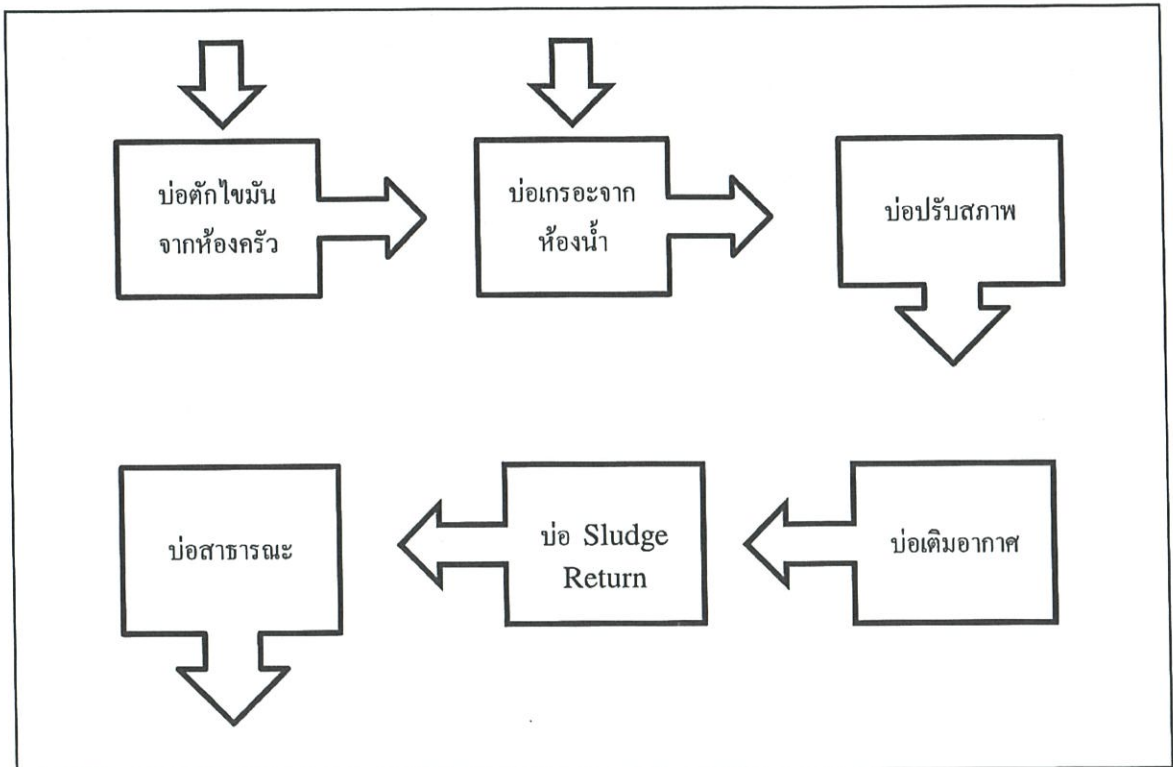 บ่อตักไขมัน
จากห้องครัว
บ่อเกรอะจาก
ห้องน้ำ
บ่อปรับสภาพ
บ่อสาธารณะ
บ่อ Sludge
Return
บ่อเติมอากาศ